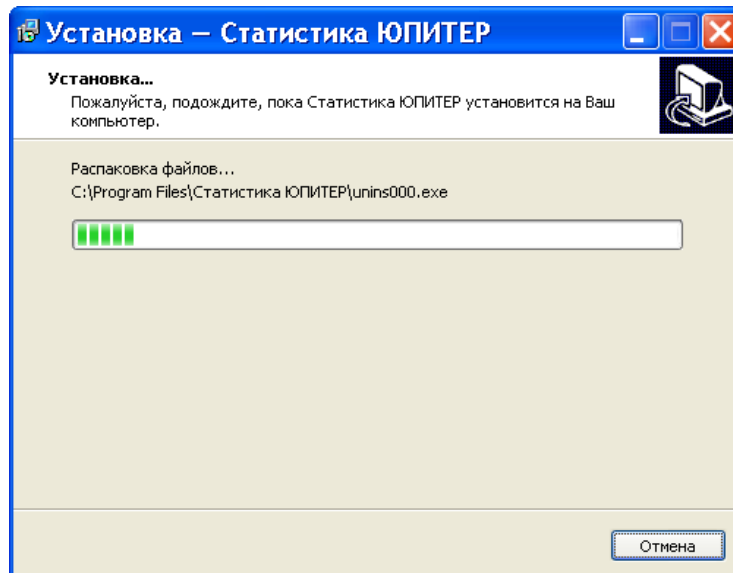 Установка — Статистика ЮПИТЕР
Установка...
Пожалуйста, подождите, пока Статистика ЮПИТЕР установится на Ваш
компьютер.
Распаковка файлов...
C:\Program Files\Статистика ЮПИТЕР\unins000.exe
Отмена